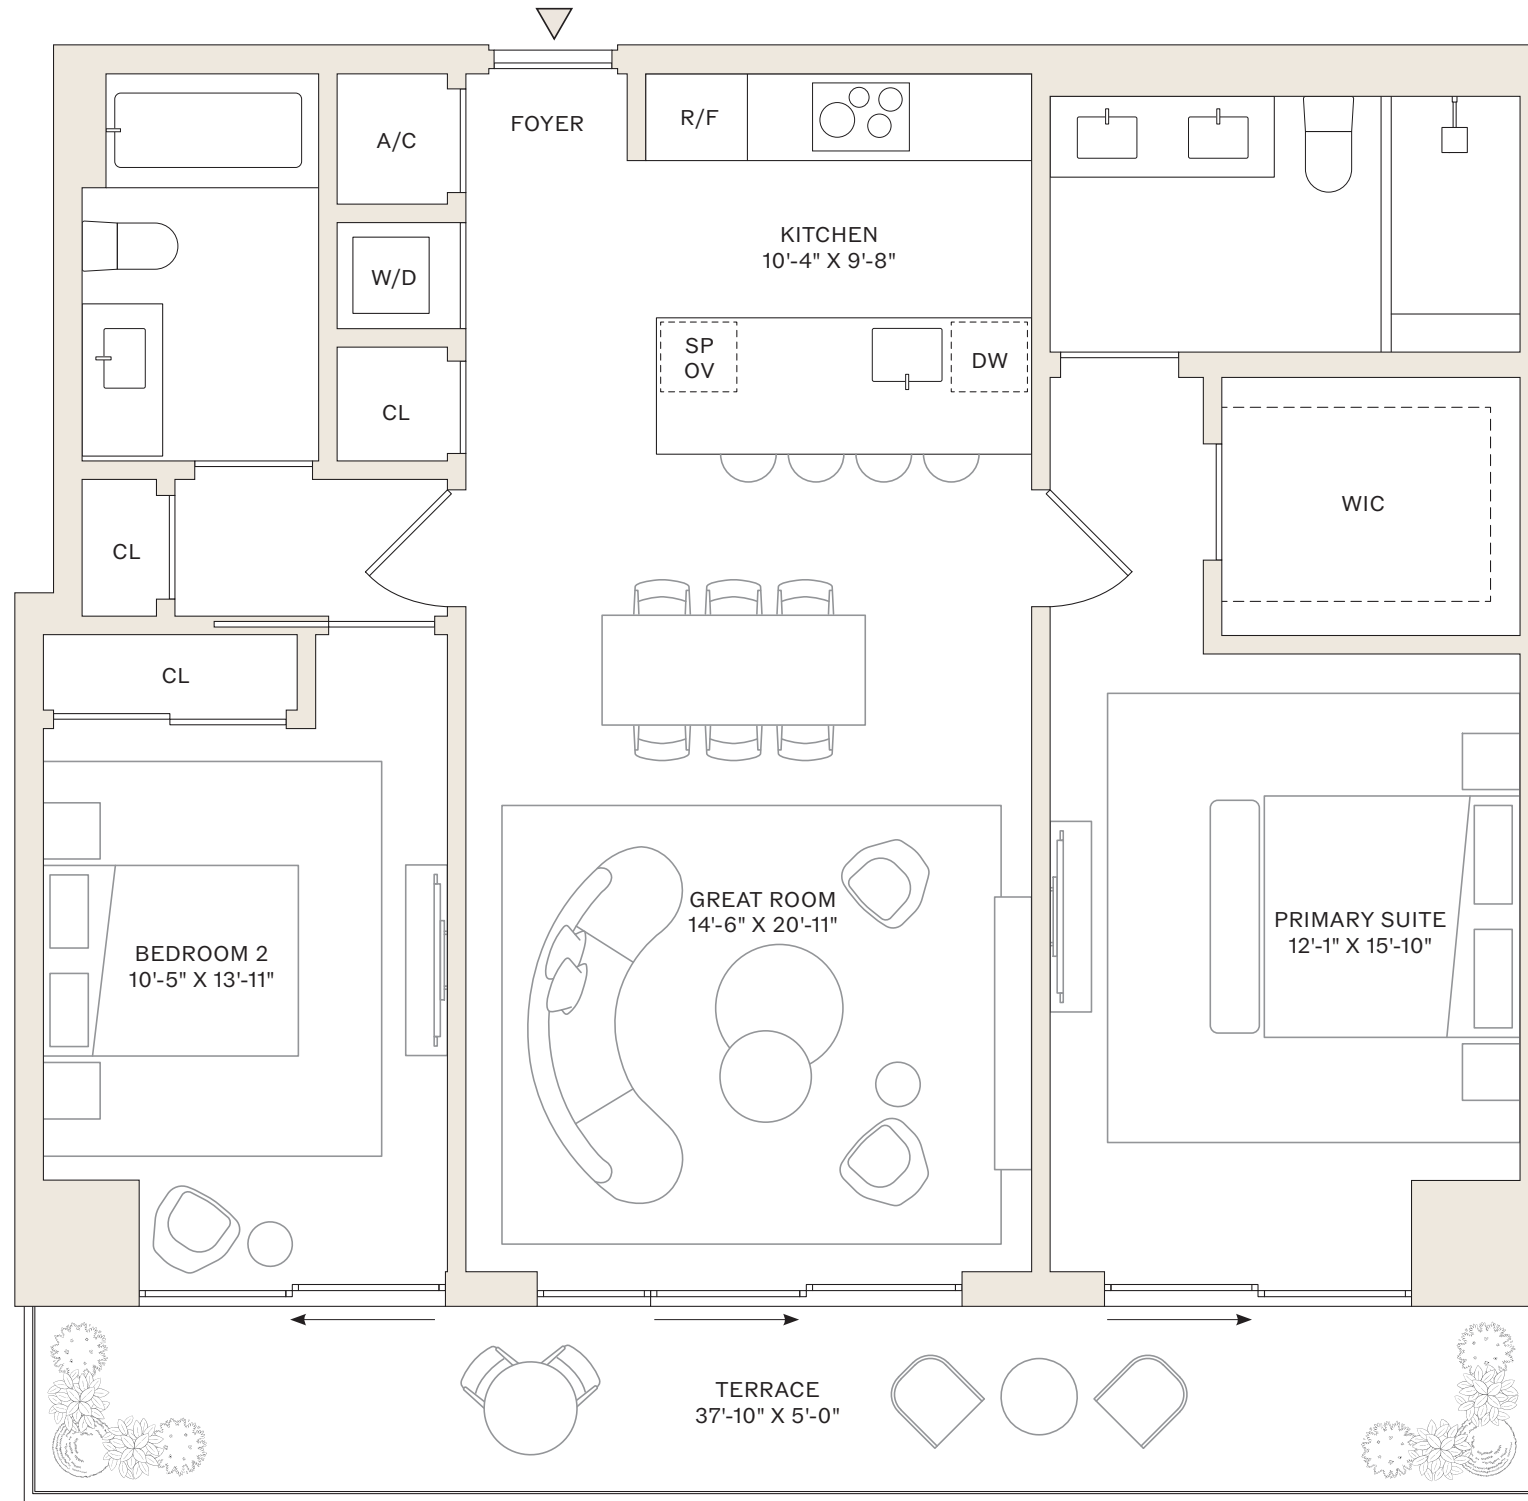 FOYER
A/C
R/F
KITCHEN
10'-4" X 9'-8"
W/D
SP
OV
DW
CL
WIC
CL
CL
GREAT ROOM
14'-6" X 20'-11"
PRIMARY SUITE
12'-1" X 15'-10"
BEDROOM 2
10'-5" X 13'-11"
TERRACE
37'-10" X 5'-0"